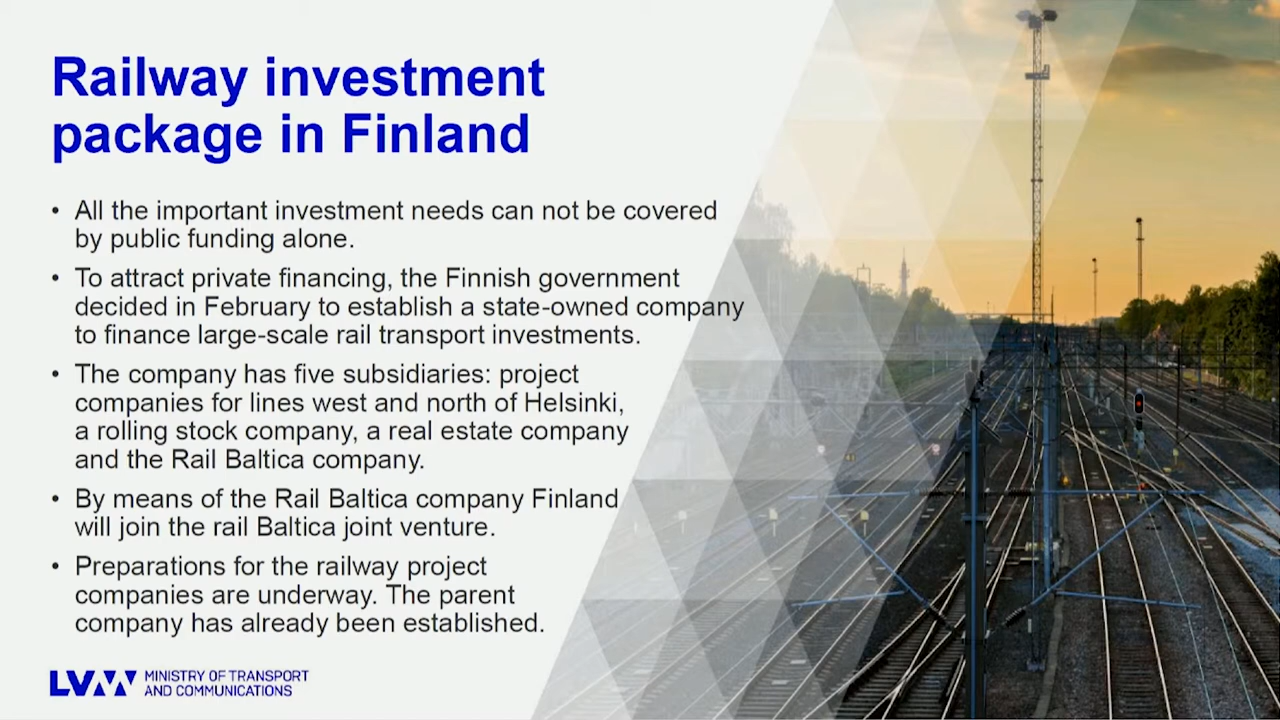 Railway investment
package in Finland
• All the important investment needs can not be covered
by public funding alone.
• To attract private financing, the Finnish government
decided in February to establish a state-owned company
to finance large-scale rail transport investments.
• The company has five subsidiaries: project
companies for lines west and north of Helsinki,
a rolling stock company, a real estate company
and the Rail Baltica company.
• By means of the Rail Baltica company Finland
will join the rail Baltica joint venture.
• Preparations for the railway project
companies are underway. The parent
company has already been established.
LVM MINISTRY OF TRANSPORT
AND COMMUNICATIONS